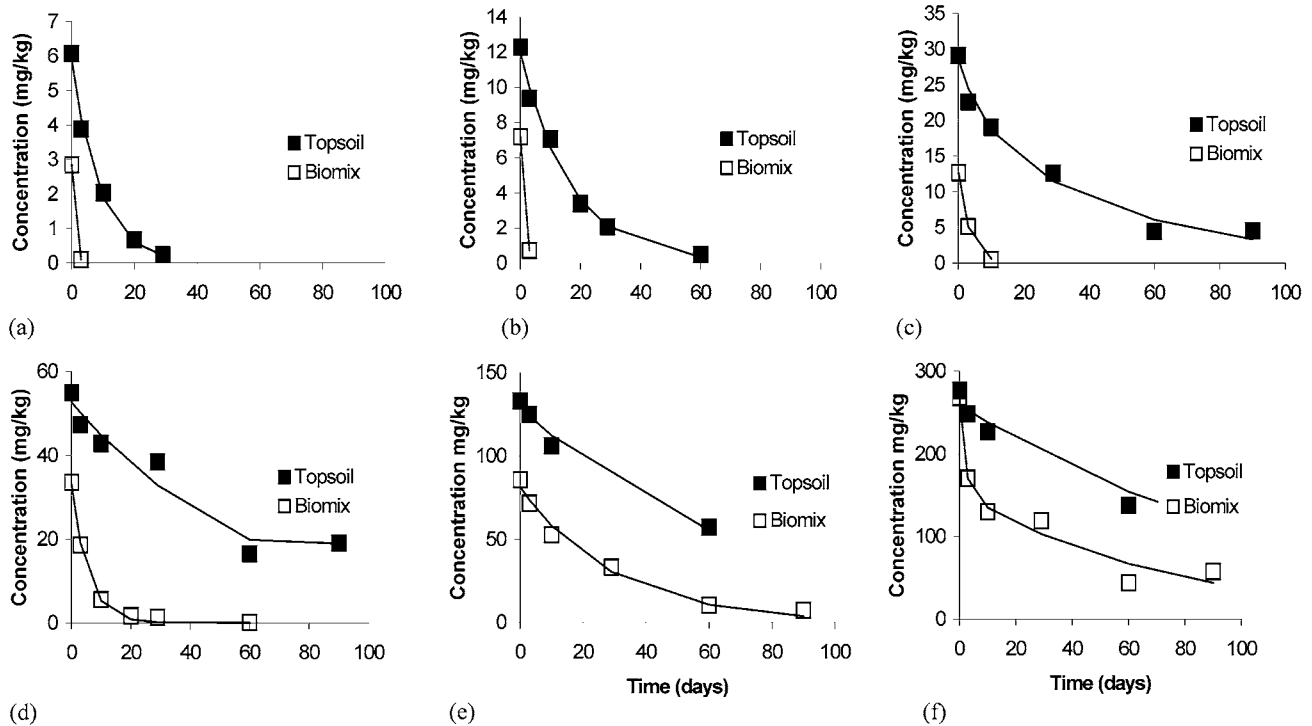 Concentration (mg/kg)
7
6
5
4
3
2
1
0
0 20 40 60 80 100
Topsoil
Biomix
(a)
Concentration (mg/kg)
14
12
10
8
6
4
2
0
0 20 40 60 80 100
Topsoil
Biomix
(b)
Concentration (mg/kg)
35
30
25
20
15
10
5
0
0 20 40 60 80 100
Topsoil
Biomix
(c)
Concentration (mg/kg)
60
40
20
0
0 20 40 60 80 100
Topsoil
Biomix
(d)
Concentration mg/kg
150
100
50
0
0 20 40 60 80 100
Topsoil
Biomix
Time (days)
(e)
Concentration mg/kg
300
200
100
0
0 20 40 60 80 100
Topsoil
Biomix
Time (days)
(f)